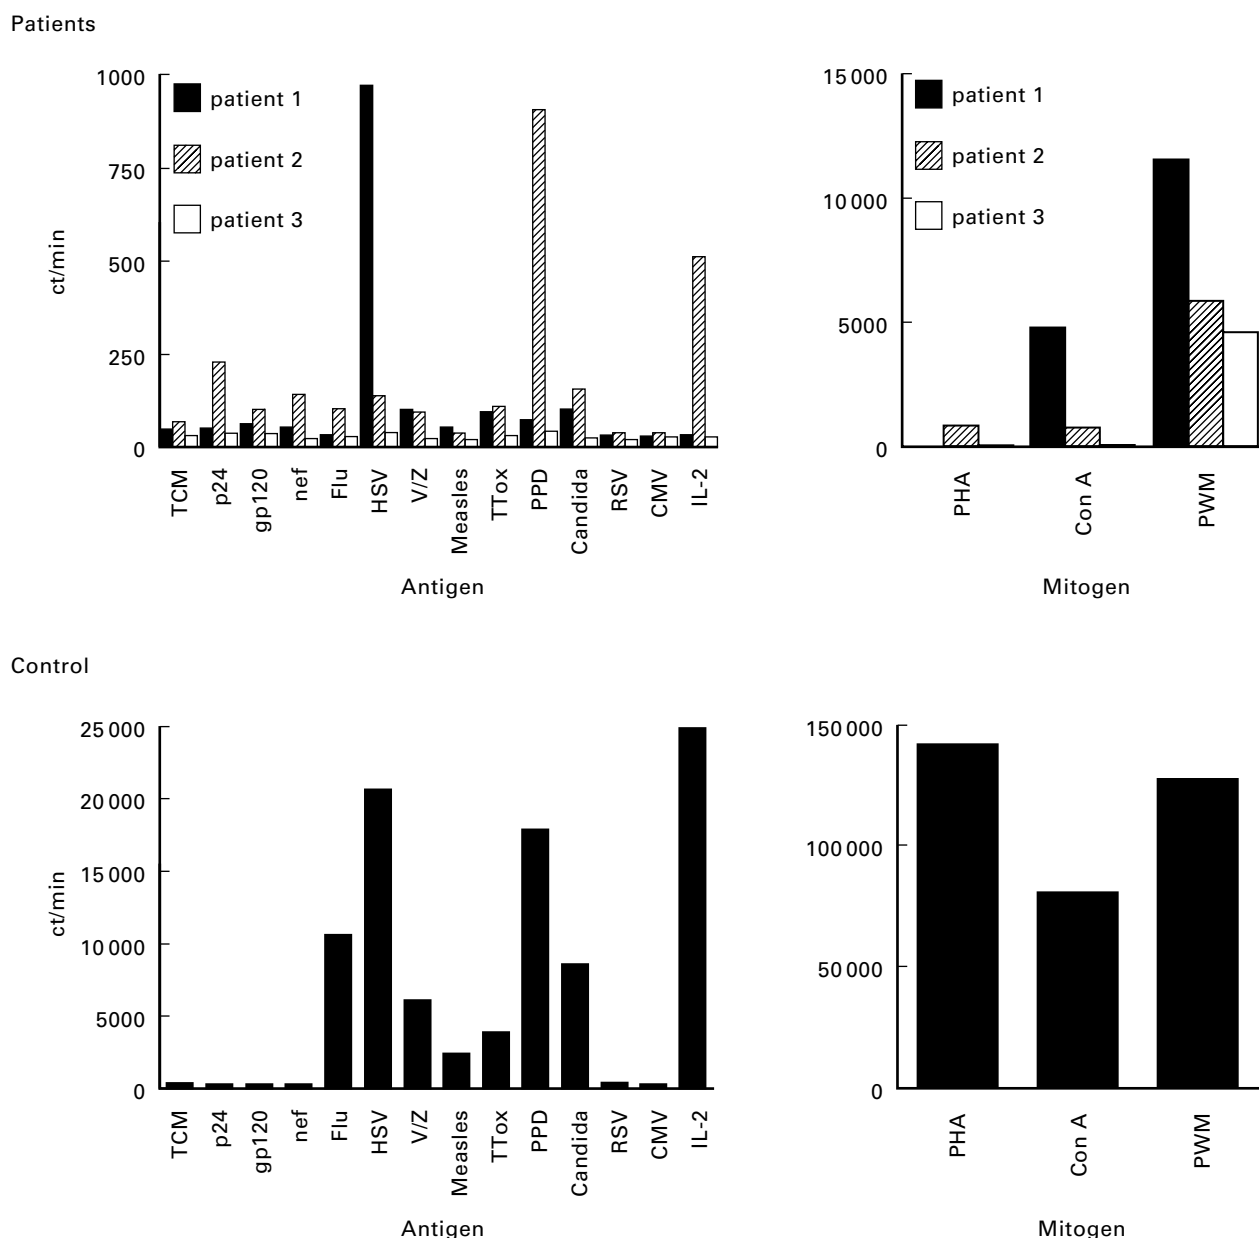 Patients
1000
750
500
250
0
ct/min
patient 1
patient 2
patient 3
TCM
p24
gp120
nef
Flu
HSV
V/Z
Measles
TTox
PPD
Candida
RSV
CMV
IL-2
Antigen
15 000
10 000
5000
0
patient 1
patient 2
patient 3
PHA
Con A
PWM
Mitogen
Control
25 000
20 000
15 000
10 000
5000
0
ct/min
TCM
p24
gp120
nef
Flu
HSV
V/Z
Measles
TTox
PPD
Candida
RSV
CMV
IL-2
Antigen
150 000
100 000
50 000
0
PHA
Con A
PWM
Mitogen